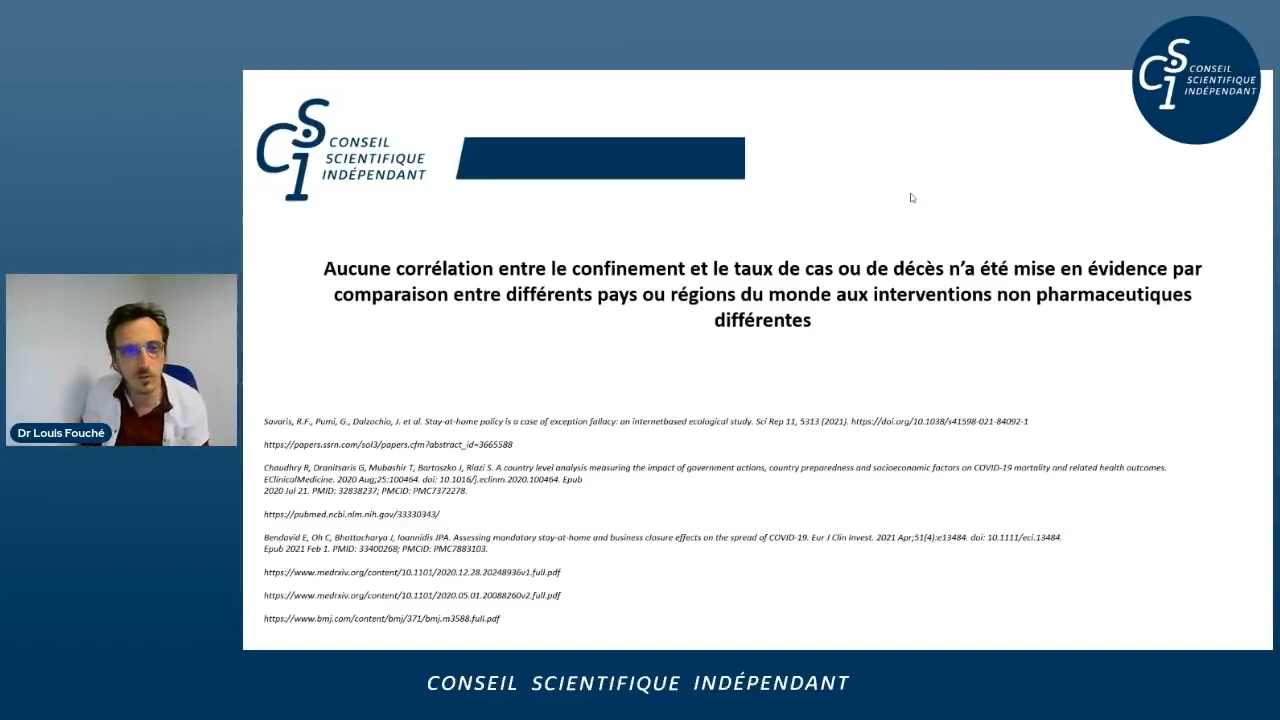 CSI CONSEIL
SCIENTIFIQUE
INDÉPENDANT
CSI CONSEIL
SCIENTIFIQUE
INDÉPENDANT
Aucune corrélation entre le confinement et le taux de cas ou de décès n’a été mise en évidence par
comparaison entre différents pays ou régions du monde aux interventions non pharmaceutiques
différentes
Savaris, R.F., Pumi, G., Dalzochio, J. et al. Stay-at-home policy is a case of exception fallacy: an internetbased ecological study. Sci Rep 11, 5313 (2021). https://doi.org/10.1038/s41598-021-84092-1
https://papers.ssrn.com/sol3/papers.cfm?abstract_id=3665588
Chaudhry R, Dranitsaris G, Mubashir T, Bartoszko J, Riazi S. A country level analysis measuring the impact of government actions, country preparedness and socioeconomic factors on COVID-19 mortality and related health outcomes.
EClinicalMedicine. 2020 Aug;25:100464. doi: 10.1016/j.eclinm.2020.100464. Epub
2020 Jul 21. PMID: 32838237; PMCID: PMC7372278.
https://pubmed.ncbi.nlm.nih.gov/33330343/
Bendavid E, Oh C, Bhattacharya J, Ioannidis JPA. Assessing mandatory stay-at-home and business closure effects on the spread of COVID-19. Eur J Clin Invest. 2021 Apr;51(4):e13484. doi: 10.1111/eci.13484.
Epub 2021 Feb 1. PMID: 33400268; PMCID: PMC7883103.
https://www.medrxiv.org/content/10.1101/2020.12.28.20248936v1.full.pdf
https://www.medrxiv.org/content/10.1101/2020.05.01.20088260v2.full.pdf
https://www.bmj.com/content/bmj/371/bmj.m3588.full.pdf
Dr Louis Fouché
CONSEIL SCIENTIFIQUE INDÉPENDANT